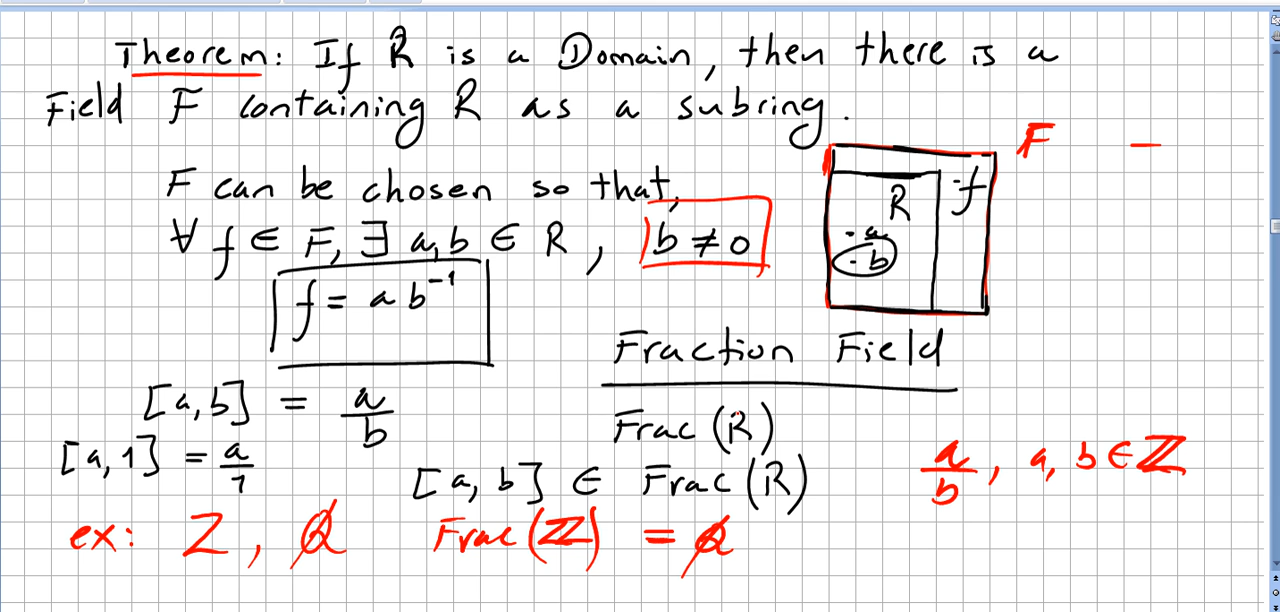 Theorem: If R is a Domain, then there is a
Field F containing R as a subring.
F can be chosen so that,
∀ f ∈ F, ∃ a, b ∈ R, b ≠ 0
f = a b⁻¹
F
R
f
a
b
Fraction Field
[a, b] = a/b
Frac(R)
[a, 1] = a/1
[a, b] ∈ Frac(R)
a/b, a, b ∈ ℤ
ex: Z, ℚ Frac(ℤ) = ℚ